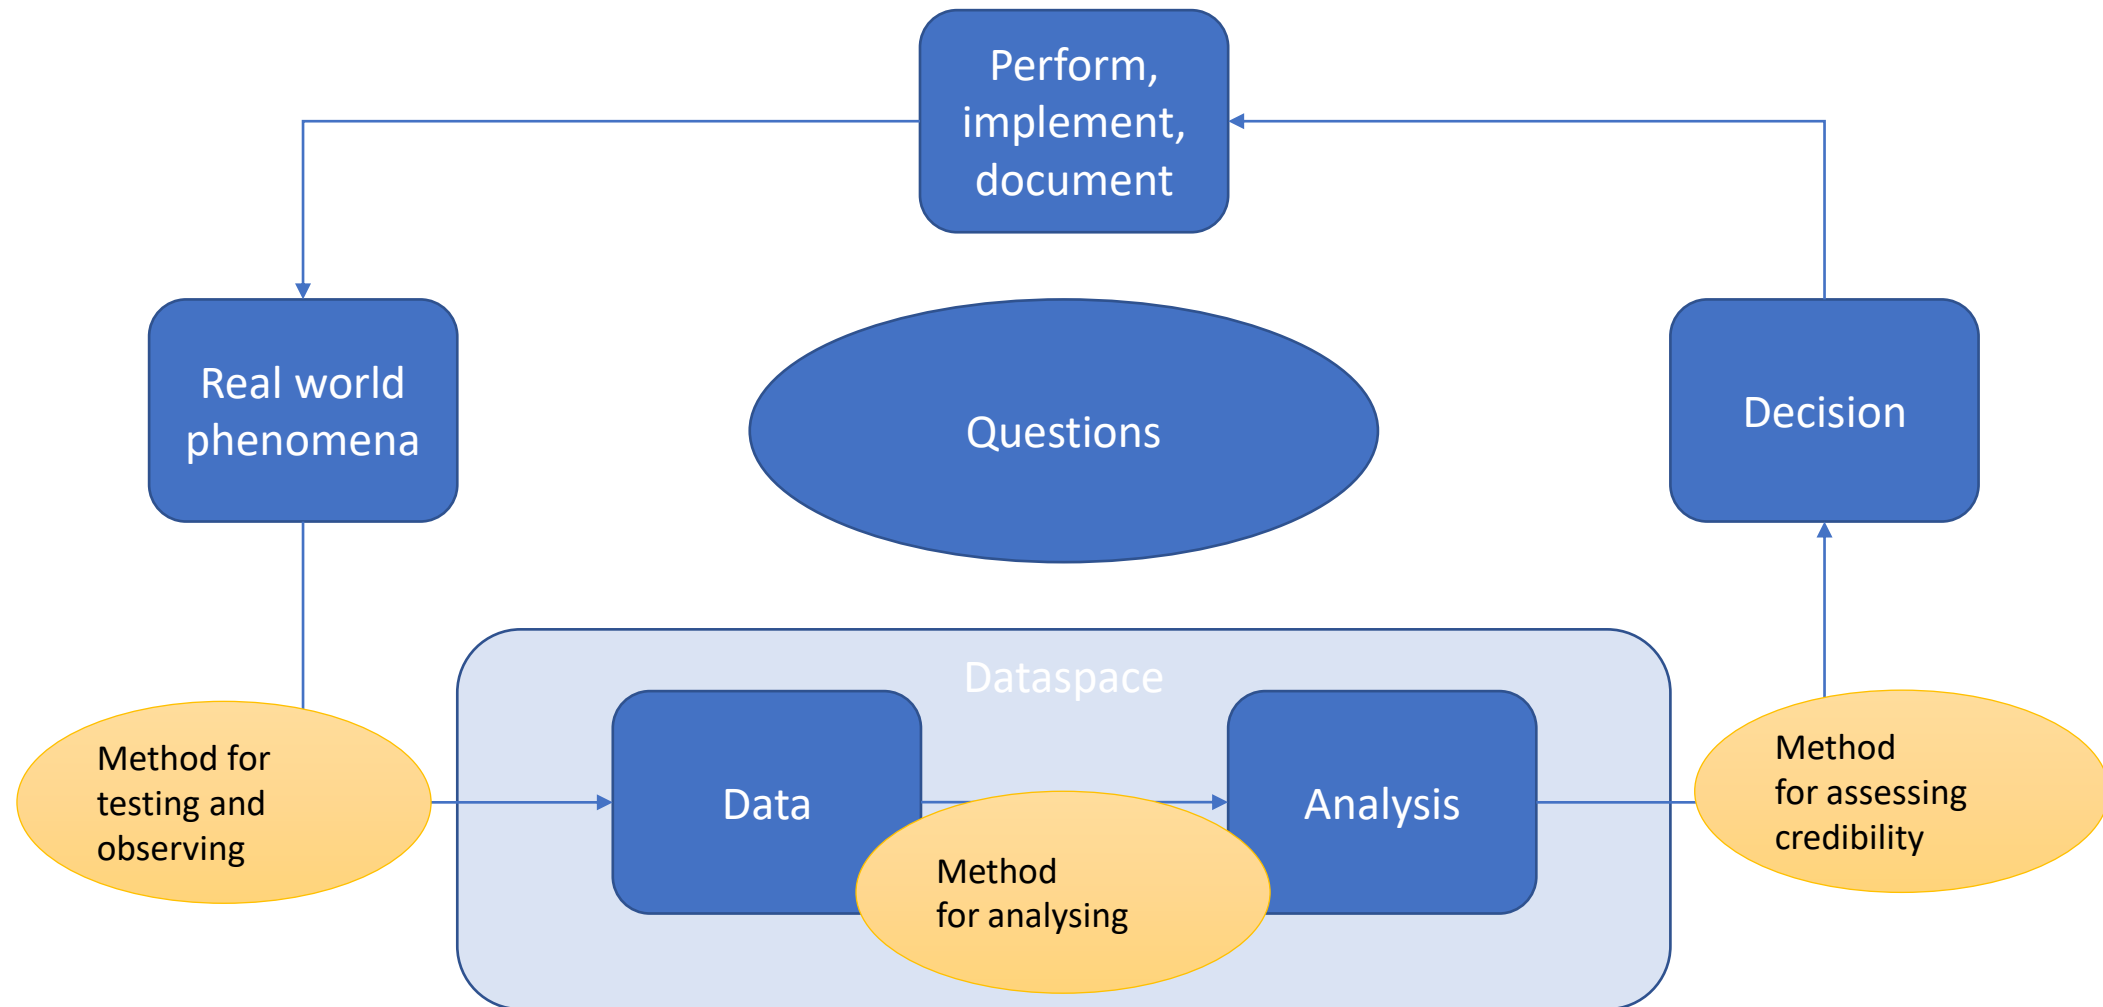 Perform,
implement,
document
Real world
phenomena
Questions
Decision
Dataspace
Method for
testing and
observing
Data
Method
for analysing
Analysis
Method
for assessing
credibility